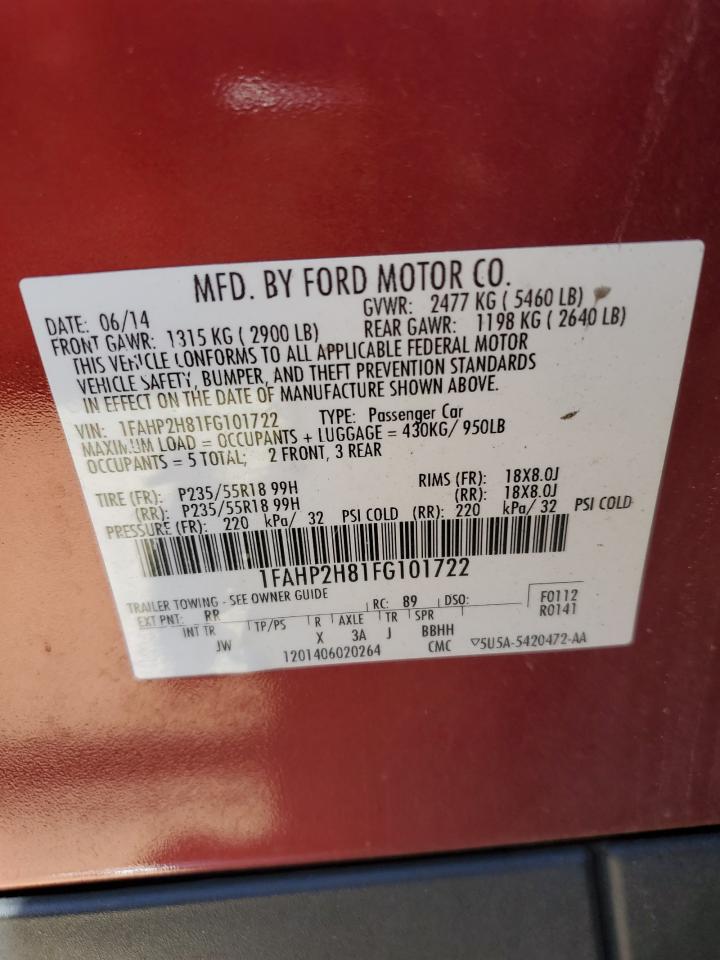 MFD. BY FORD MOTOR CO.
DATE: 06/14 GVWR: 2477 KG ( 5460 LB)
FRONT GAWR: 1315 KG ( 2900 LB) REAR GAWR: 1198 KG ( 2640 LB)
THIS VEHICLE CONFORMS TO ALL APPLICABLE FEDERAL MOTOR
VEHICLE SAFETY, BUMPER, AND THEFT PREVENTION STANDARDS
IN EFFECT ON THE DATE OF MANUFACTURE SHOWN ABOVE.
VIN: 1FAHP2H81FG101722 TYPE: Passenger Car
MAXIMUM LOAD = OCCUPANTS + LUGGAGE = 430KG/ 950LB
OCCUPANTS = 5 TOTAL; 2 FRONT, 3 REAR
TIRE (FR): P235/55R18 99H RIMS (FR): 18X8.0J
(RR): P235/55R18 99H (RR): 18X8.0J
PRESSURE (FR): 220 kPa/ 32 PSI COLD (RR): 220 kPa/ 32 PSI COLD
1FAHP2H81FG101722
TRAILER TOWING - SEE OWNER GUIDE
EXT PNT: RR RC: 89 DSO: F0112
INT TR TP/PS R AXLE TR SPR R0141
JW X 3A J BBHH
1201406020264 CMC ▽5U5A-5420472-AA